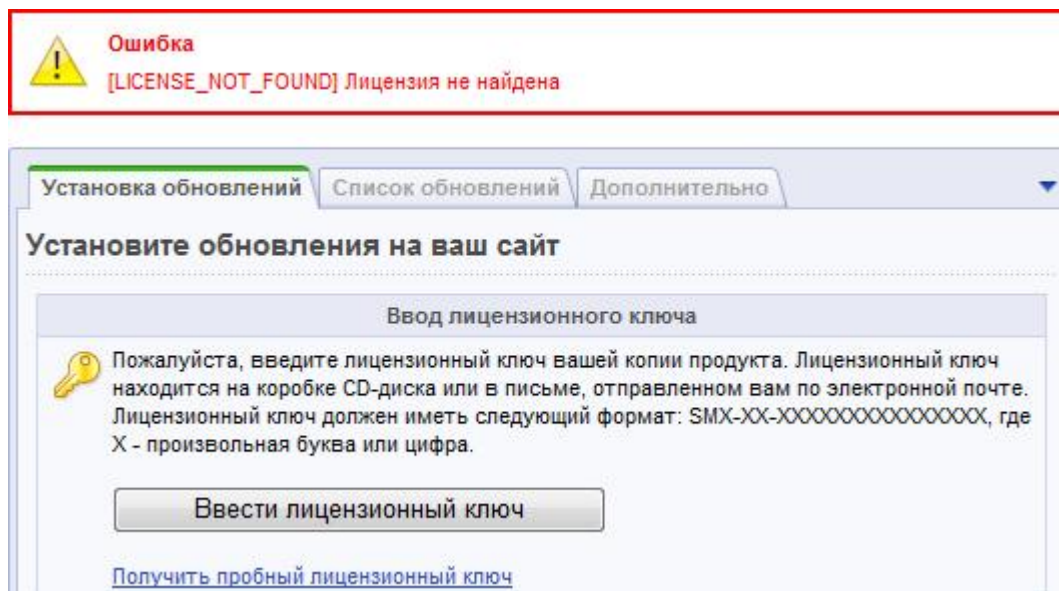 Ошибка
[LICENSE_NOT_FOUND] Лицензия не найдена
Установка обновлений
Список обновлений
Дополнительно
Установите обновления на ваш сайт
Ввод лицензионного ключа
Пожалуйста, введите лицензионный ключ вашей копии продукта. Лицензионный ключ
находится на коробке CD-диска или в письме, отправленном вам по электронной почте.
Лицензионный ключ должен иметь следующий формат: SMX-XX-XXXXXXXXXXXXXXX, где
X - произвольная буква или цифра.
Ввести лицензионный ключ
Получить пробный лицензионный ключ